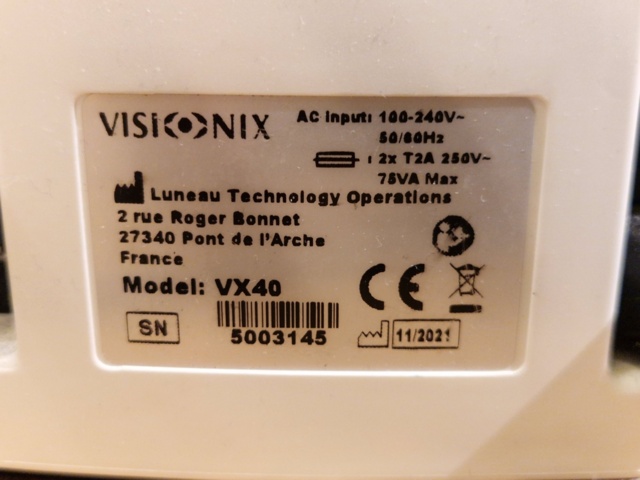 VISIONIX
AC Input: 100-240V~
50/60Hz
: 2x T2A 250V~
75VA Max
Luneau Technology Operations
2 rue Roger Bonnet
27340 Pont de l'Arche
France
Model: VX40
CE
SN
5003145
11/2021